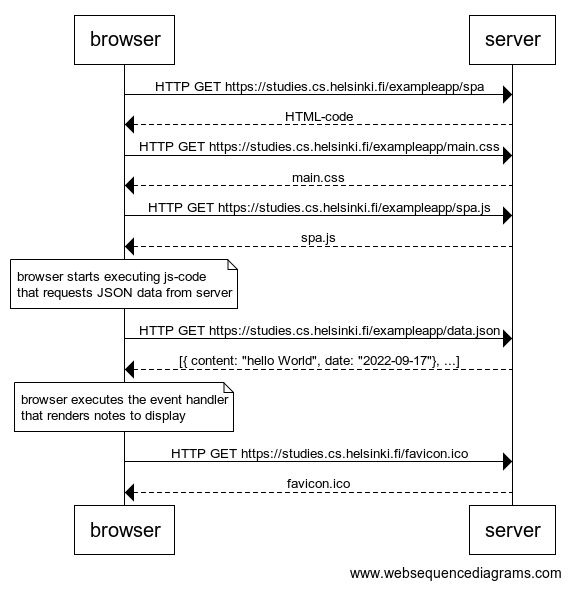 browser server
HTTP GET https://studies.cs.helsinki.fi/exampleapp/spa
HTML-code
HTTP GET https://studies.cs.helsinki.fi/exampleapp/main.css
main.css
HTTP GET https://studies.cs.helsinki.fi/exampleapp/spa.js
spa.js
browser starts executing js-code
that requests JSON data from server
HTTP GET https://studies.cs.helsinki.fi/exampleapp/data.json
[{ content: "hello World", date: "2022-09-17"}, ...]
browser executes the event handler
that renders notes to display
HTTP GET https://studies.cs.helsinki.fi/favicon.ico
favicon.ico
browser server
www.websequencediagrams.com